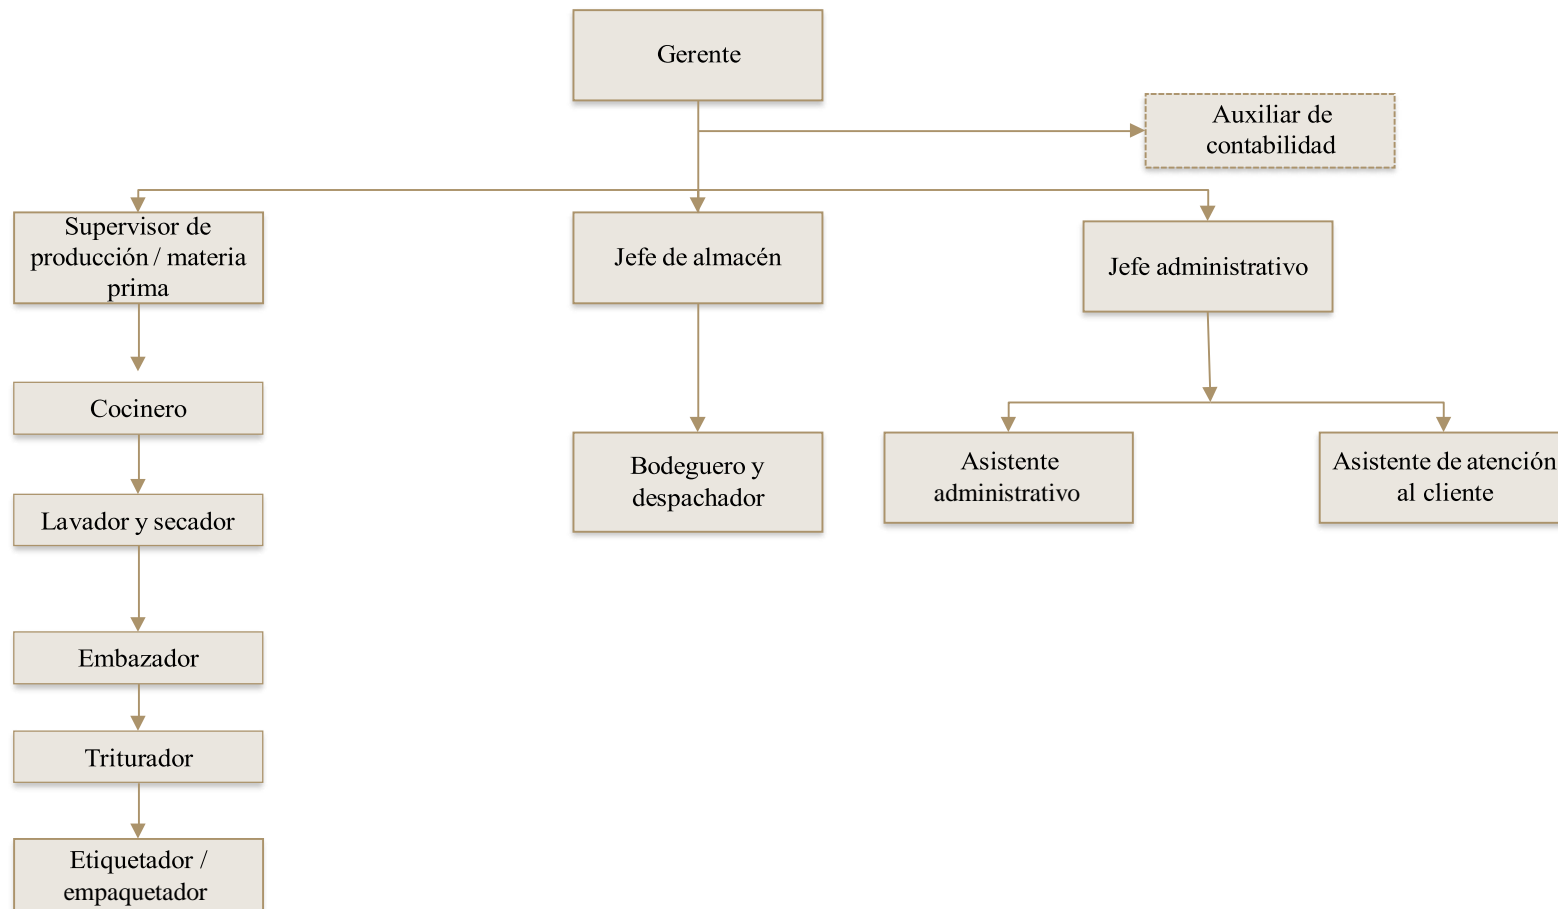 Gerente
Auxiliar de
contabilidad
Supervisor de
producción / materia
prima
Jefe de almacén
Jefe administrativo
Cocinero
Lavador y secador
Embazador
Triturador
Etiquetador /
empaquetador
Bodeguero y
despachador
Asistente
administrativo
Asistente de atención
al cliente